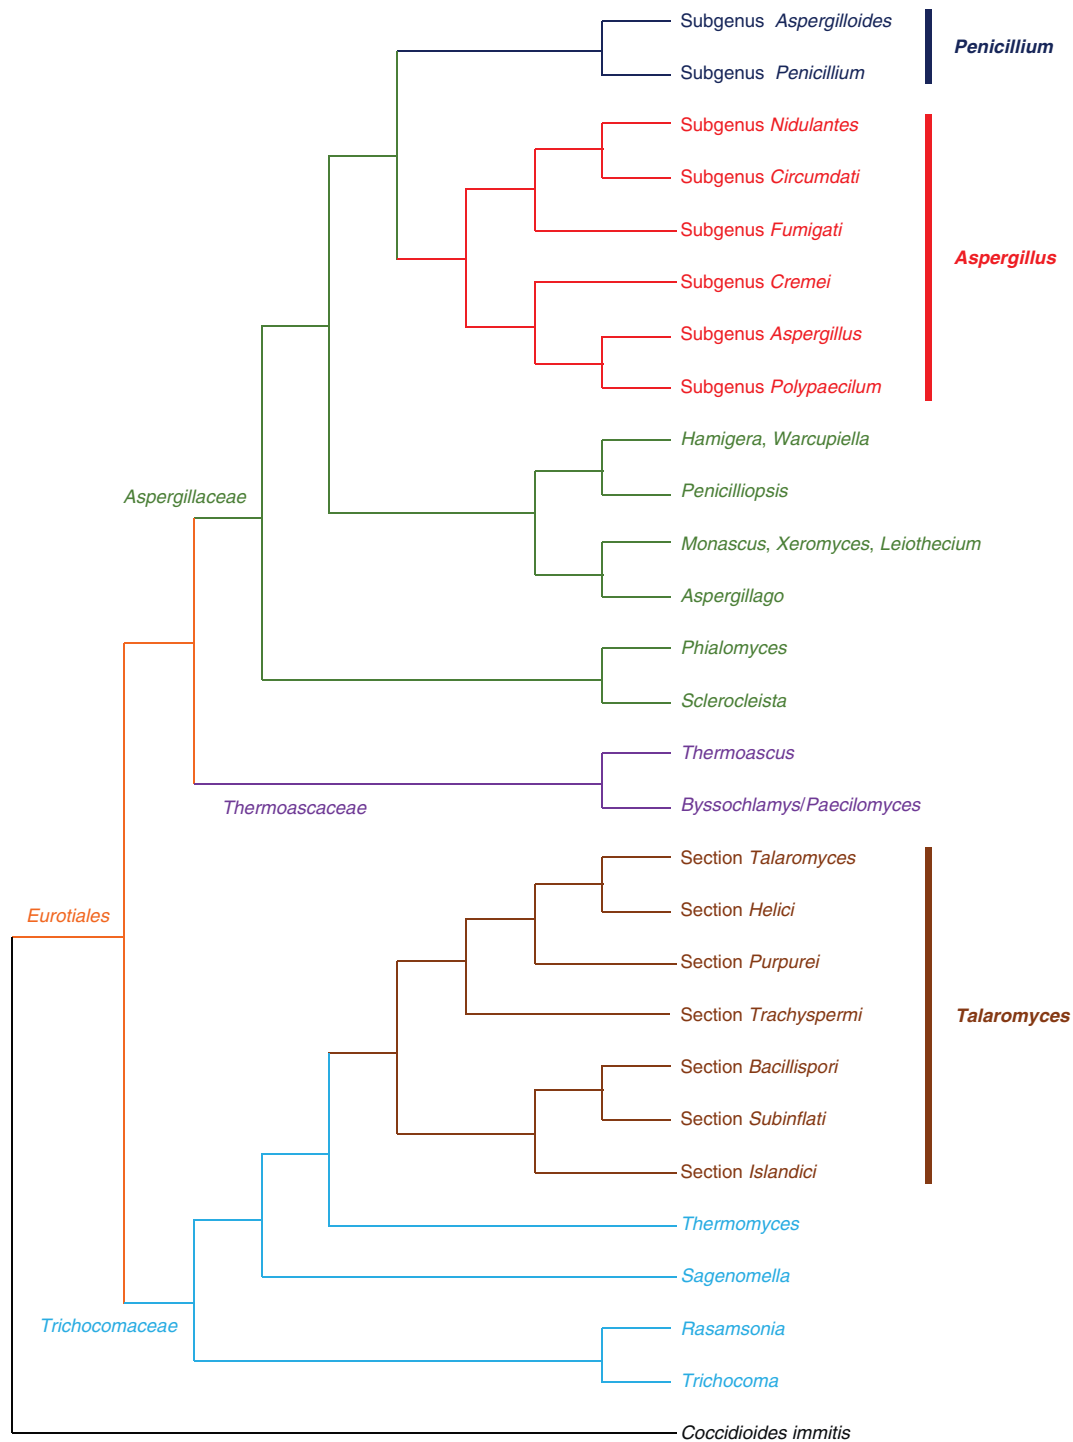 Subgenus Aspergilloides
Penicillium
Subgenus Penicillium
Subgenus Nidulantes
Subgenus Circumdati
Subgenus Fumigati
Aspergillus
Subgenus Cremei
Subgenus Aspergillus
Subgenus Polypaecilum
Hamigera, Warcupiella
Penicilliopsis
Aspergillaceae
Monascus, Xeromyces, Leiothecium
Aspergillago
Phialomyces
Sclerocleista
Thermoascus
Byssochlamys/Paecilomyces
Thermoascaceae
Section Talaromyces
Section Helici
Eurotiales
Section Purpurei
Section Trachyspermi
Talaromyces
Section Bacillispori
Section Subinflati
Section Islandici
Thermomyces
Sagenomella
Trichocomaceae
Rasamsonia
Trichocoma
Coccidioides immitis